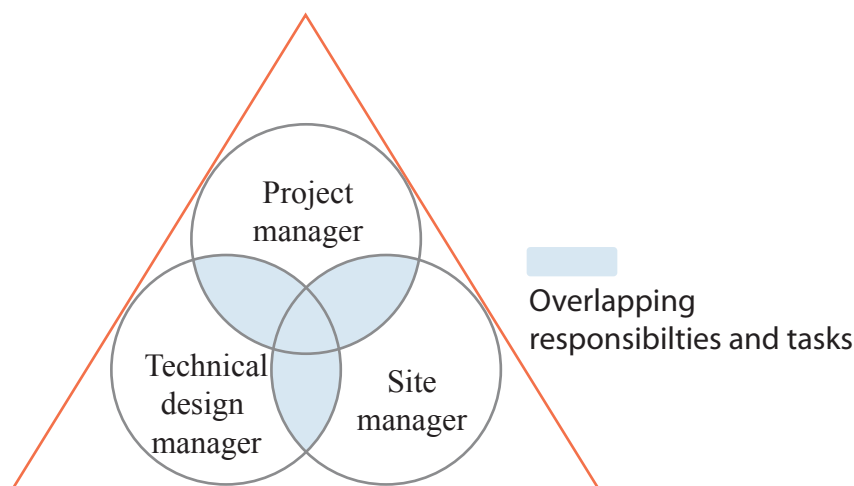 Project
manager
Technical
design
manager
Site
manager
Overlapping
responsibilties and tasks